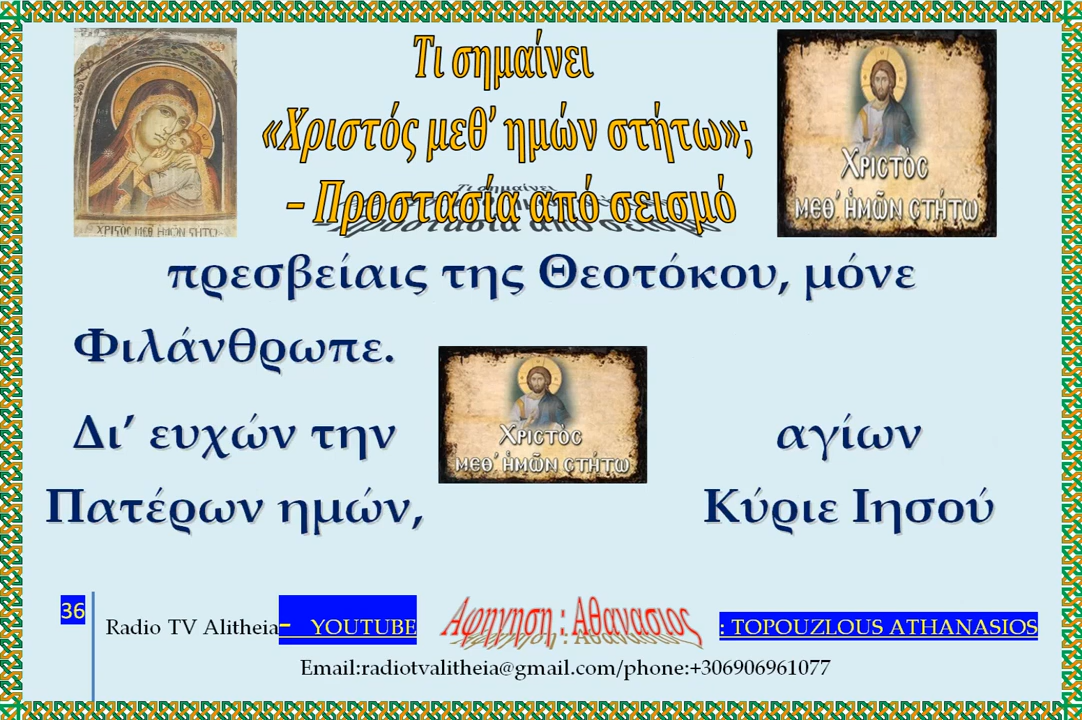 Τι σημαίνει
«Χριστός μεθ’ ημών στήτω»;
– Προστασία από σεισμό
ΧΡΙΣΤῸΣ
ΜΕΘ᾽ ἩΜΩ͂Ν ΣΤΉΤΩ
πρεσβείαις της Θεοτόκου, μόνε
Φιλάνθρωπε.
Δι’ ευχών την αγίων
ΧΡΙΣΤῸΣ
ΜΕΘ᾽ ἩΜΩ͂Ν ΣΤΉΤΩ
Πατέρων ημών, Κύριε Ιησού
36
Radio TV Alitheia- YOUTUBE
Αφηγηση : Αθανασιος
: TOPOUZLOUS ATHANASIOS
Email:radiotvalitheia@gmail.com/phone:+306906961077